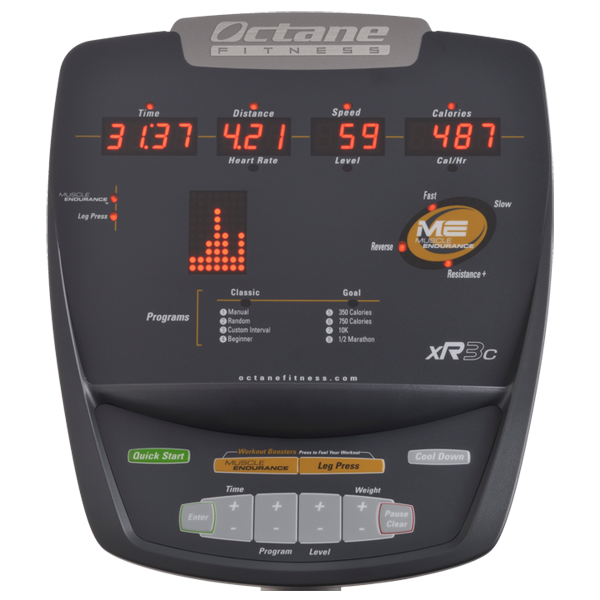 Octane
FITNESS
Time Distance Speed Calories
31:37 4.21 59 487
Heart Rate Level Cal/Hr
MUSCLE
ENDURANCE
Leg Press
Fast
Slow
ME
MUSCLE
ENDURANCE
Reverse
Resistance +
Classic Goal
Programs
1 Manual 5 350 Calories
2 Random 6 750 Calories
3 Custom Interval 7 10K
4 Beginner 8 1/2 Marathon
xR3c
octanefitness.com
Workout Boosters Press to Fuel Your Workout
Quick Start MUSCLE ENDURANCE Leg Press Cool Down
Time Weight
Enter + + + + Pause
- - - - Clear
Program Level